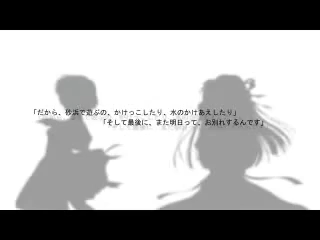 「だから、砂浜で遊ぶの、かけっこしたり、水のかけあえしたり」
「そして最後に、また明日って、お別れするんです」